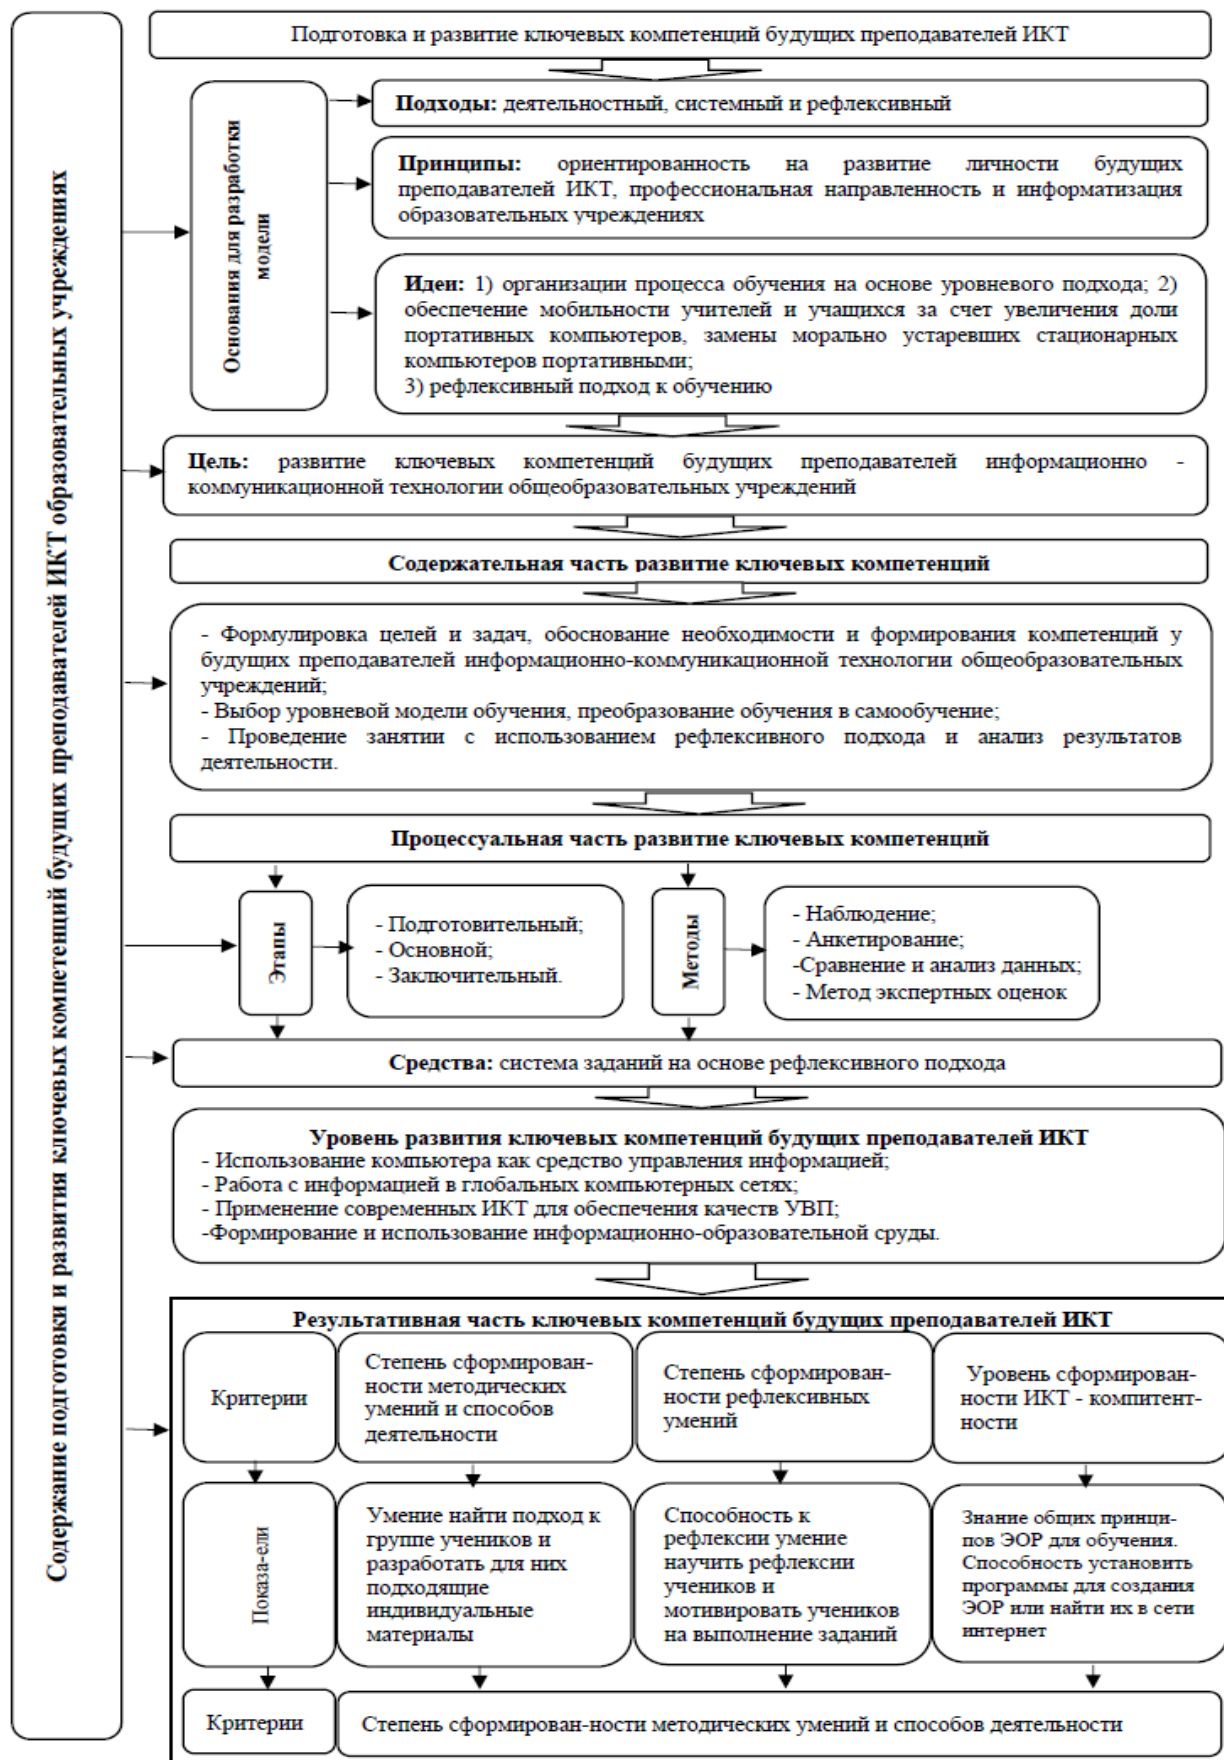 Содержание подготовки и развития ключевых компетенций будущих преподавателей ИКТ образовательных учреждениях
Подготовка и развитие ключевых компетенций будущих преподавателей ИКТ
Основания для разработки
модели
Подходы: деятельностный, системный и рефлексивный
Принципы: ориентированность на развитие личности будущих
преподавателей ИКТ, профессиональная направленность и информатизация
образовательных учреждениях
Идеи: 1) организации процесса обучения на основе уровневого подхода; 2)
обеспечение мобильности учителей и учащихся за счет увеличения доли
портативных компьютеров, замены морально устаревших стационарных
компьютеров портативными;
3) рефлексивный подход к обучению
Цель: развитие ключевых компетенций будущих преподавателей информационно -
коммуникационной технологии общеобразовательных учреждений
Содержательная часть развитие ключевых компетенций
- Формулировка целей и задач, обоснование необходимости и формирования компетенций у
будущих преподавателей информационно-коммуникационной технологии общеобразовательных
учреждений;
- Выбор уровневой модели обучения, преобразование обучения в самообучение;
- Проведение занятии с использованием рефлексивного подхода и анализ результатов
деятельности.
Процессуальная часть развитие ключевых компетенций
Этапы
- Подготовительный;
- Основной;
- Заключительный.
Методы
- Наблюдение;
- Анкетирование;
-Сравнение и анализ данных;
- Метод экспертных оценок
Средства: система заданий на основе рефлексивного подхода
Уровень развития ключевых компетенций будущих преподавателей ИКТ
- Использование компьютера как средство управления информацией;
- Работа с информацией в глобальных компьютерных сетях;
- Применение современных ИКТ для обеспечения качеств УВП;
-Формирование и использование информационно-образовательной сруды.
Результативная часть ключевых компетенций будущих преподавателей ИКТ
Критерии
Степень сформирован-
ности методических
умений и способов
деятельности
Степень сформирован-
ности рефлексивных
умений
Уровень сформирован-
ности ИКТ - компитент-
ности
Показа-ели
Умение найти подход к
группе учеников и
разработать для них
подходящие
индивидуальные
материалы
Способность к
рефлексии умение
научить рефлексии
учеников и
мотивировать учеников
на выполнение заданий
Знание общих принци-
пов ЭОР для обучения.
Способность установить
программы для создания
ЭОР или найти их в сети
интернет
Критерии
Степень сформирован-ности методических умений и способов деятельности